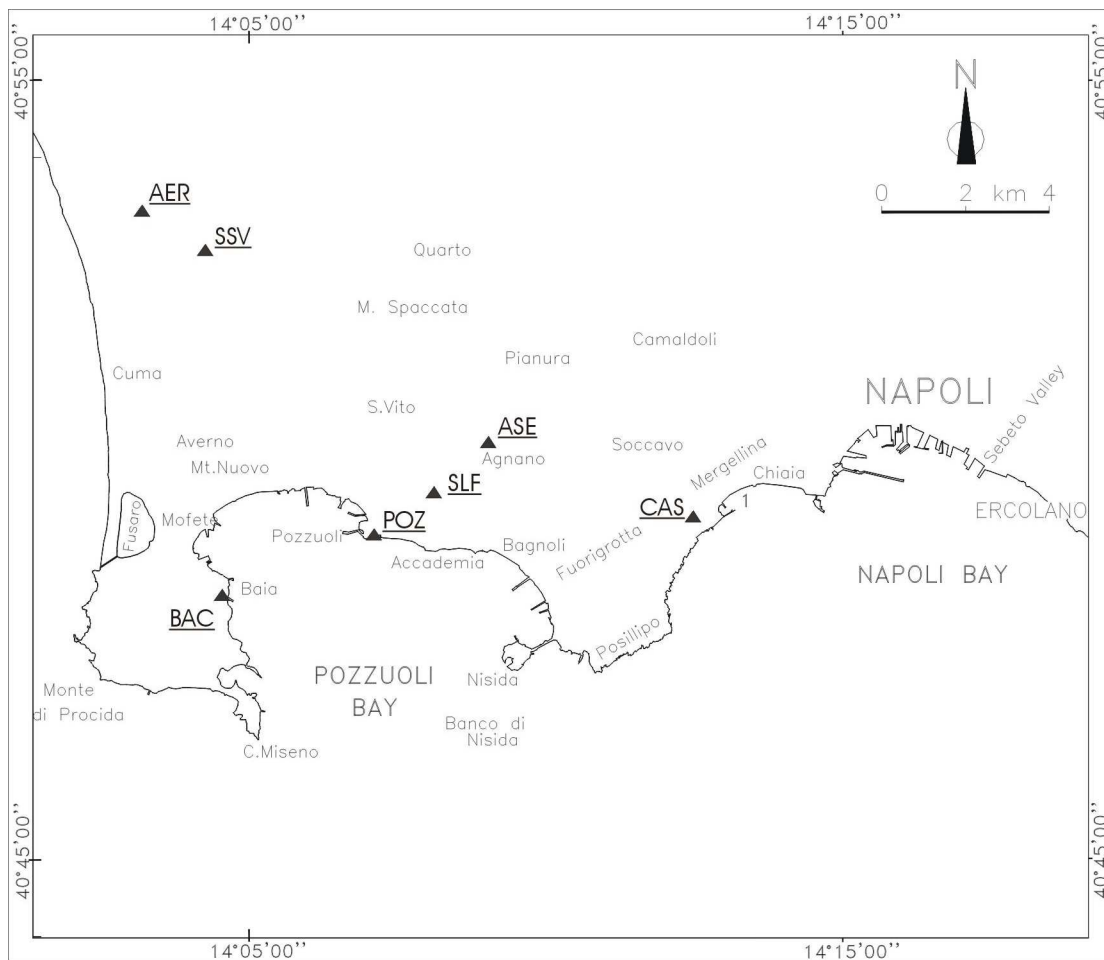 14°05'00''
14°15'00''
40°55'00''
40°55'00''
N
0 2 km 4
AER
SSV
Quarto
M. Spaccata
Camaldoli
Pianura
Cuma
NAPOLI
S.Vito
Sebeto Valley
ASE
Averno
Soccavo
Agnano
Mergellina
Mt.Nuovo
Chiaia
SLF
1
CAS
ERCOLANO
Mofete
Fusaro
POZ
Pozzuoli
Bagnoli
Fuorigrotta
Accademia
NAPOLI BAY
Baia
BAC
Posillipo
POZZUOLI
BAY
Nisida
Monte
di Procida
Banco di
Nisida
C.Miseno
40°45'00''
40°45'00''
14°05'00''
14°15'00''